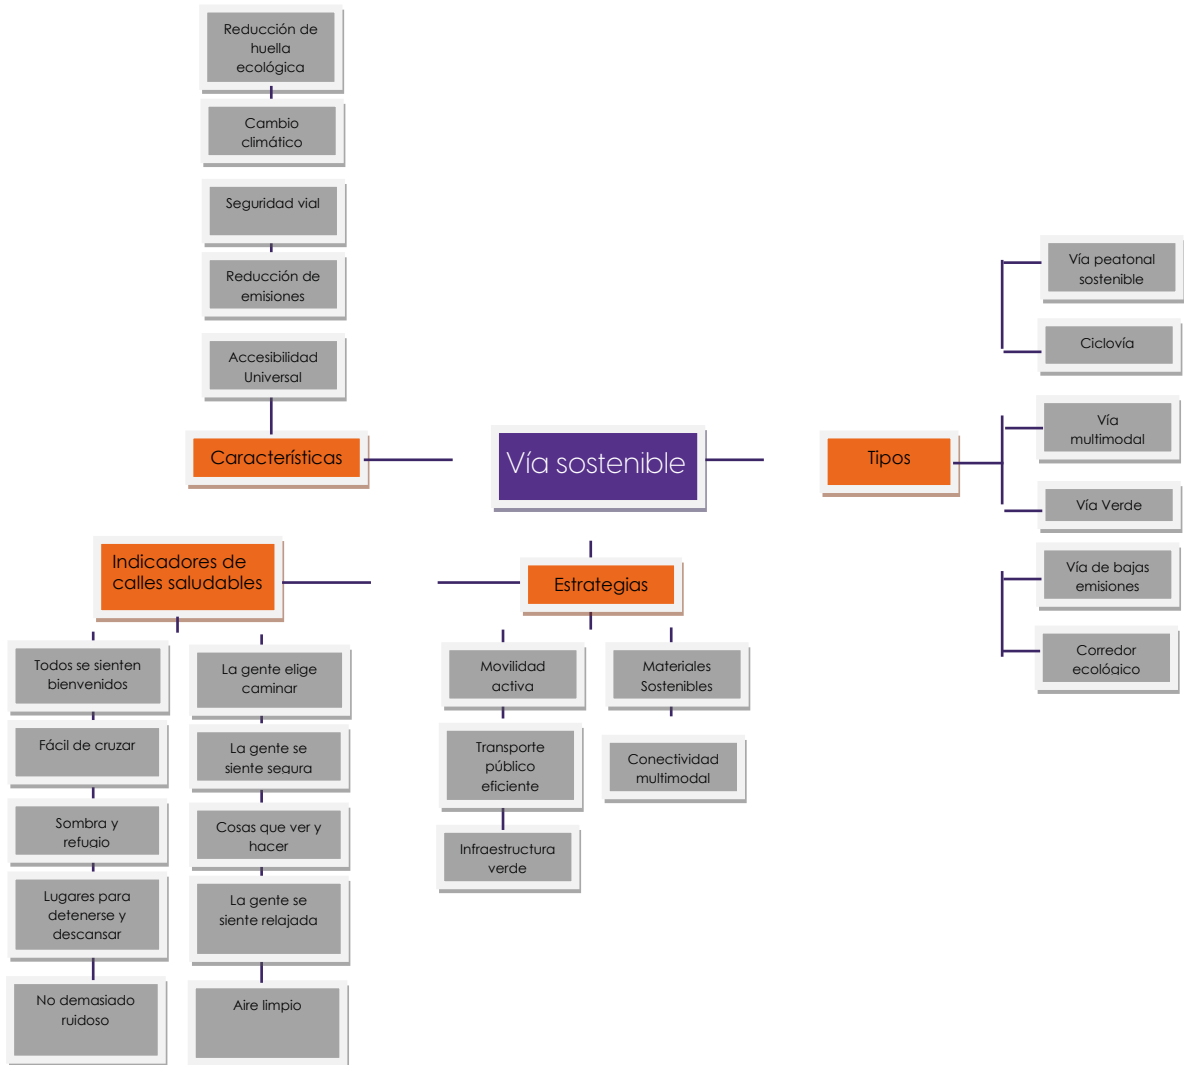 Reducción de
huella
ecológica
Cambio
climático
Seguridad vial
Reducción de
emisiones
Accesibilidad
Universal
Característícas
Vía sostenible
Tipos
Vía peatonal
sostenible
Ciclovía
Vía
multimodal
Vía Verde
Vía de bajas
emisiones
Corredor
ecológico
Indicadores de
calles saludables
Todos se sienten
bienvenidos
Fácil de cruzar
Sombra y
refugio
Lugares para
detenerse y
descansar
No demasiado
ruidoso
La gente elige
caminar
La gente se
siente segura
Cosas que ver y
hacer
La gente se
siente relajada
Aire limpio
Estrategias
Movilidad
activa
Transporte
público
eficiente
Infraestructura
verde
Materiales
Sostenibles
Conectividad
multimodal